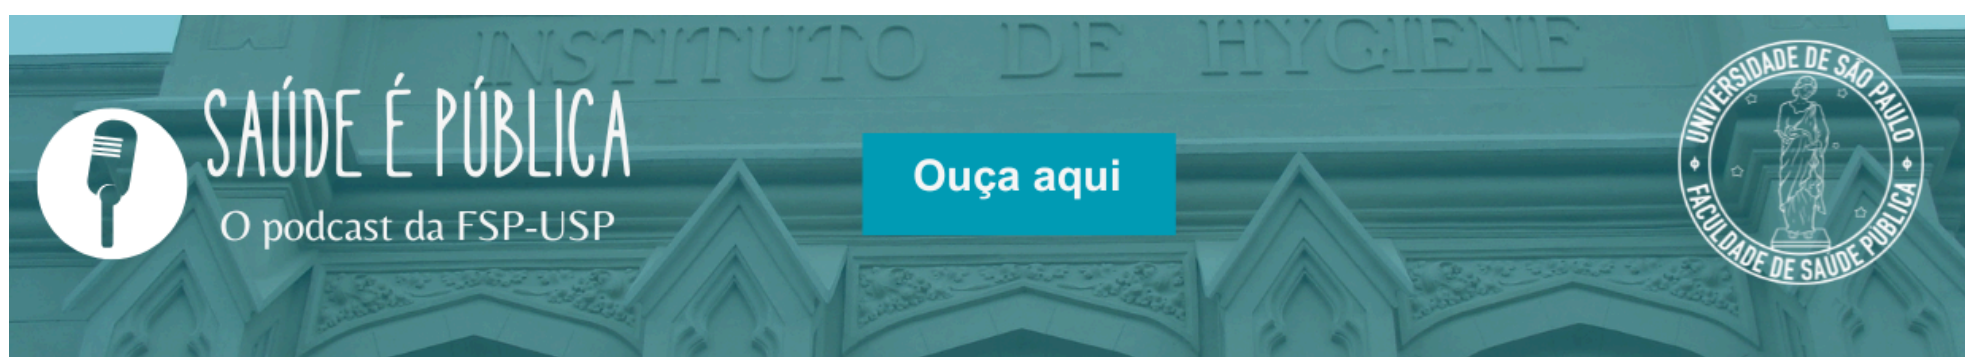 INSTITUTO DE HYGIENE
SAÚDE É PÚBLICA
O podcast da FSP-USP
Ouça aqui
UNIVERSIDADE DE SÃO PAULO
FACULDADE DE SAÚDE PÚBLICA